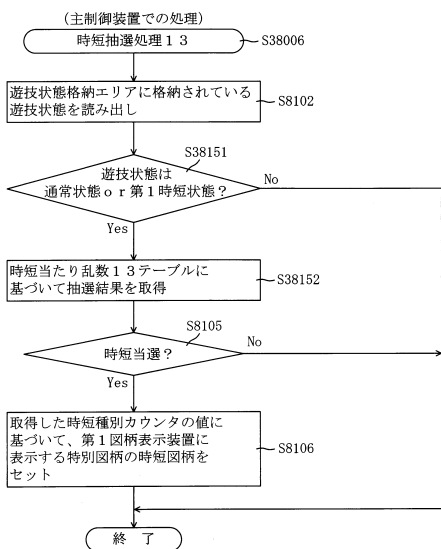 (主制御装置での処理)
時短抽選処理13
S38006
遊技状態格納エリアに格納されている
遊技状態を読み出し
S8102
S38151
遊技状態は
通常状態or第1時短状態?
No
Yes
時短当たり乱数13テーブルに
基づいて抽選結果を取得
S38152
S8105
時短当選?
No
Yes
取得した時短種別カウンタの値に
基づいて、第1図柄表示装置に
表示する特別図柄の時短図柄を
セット
S8106
終 了